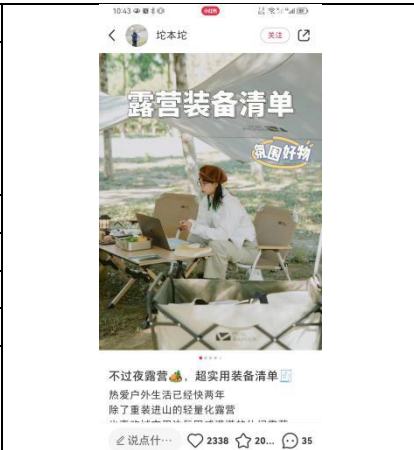 10:43
坨本坨
关注
露营装备清单
氛围好物
不过夜露营🏕️，超实用装备清单🧾
热爱户外生活已经快两年
除了重装进山的轻量化露营
说点什…
2338
20...
35